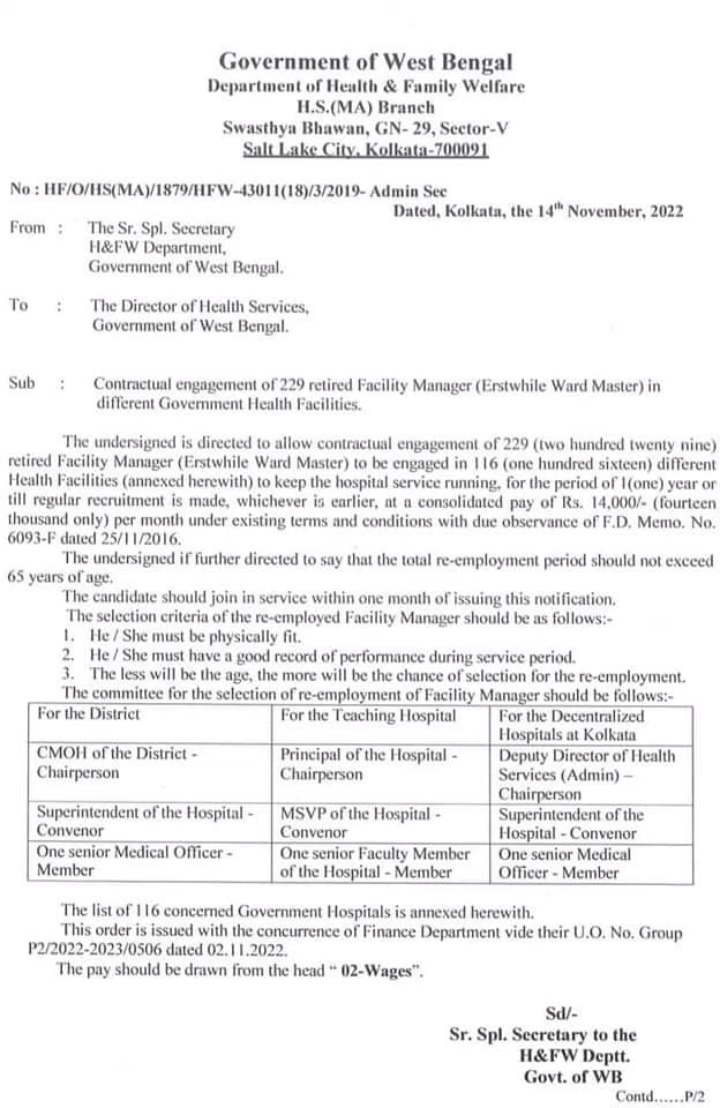 Government of West Bengal
Department of Health & Family Welfare
H.S.(MA) Branch
Swasthya Bhawan, GN- 29, Sector-V
Salt Lake City, Kolkata-700091
No : HF/O/HS(MA)/1879/HFW-43011(18)/3/2019- Admin Sec
Dated, Kolkata, the 14th November, 2022
From : The Sr. Spl. Secretary
H&FW Department,
Government of West Bengal.
To : The Director of Health Services,
Government of West Bengal.
Sub : Contractual engagement of 229 retired Facility Manager (Erstwhile Ward Master) in
different Government Health Facilities.
The undersigned is directed to allow contractual engagement of 229 (two hundred twenty nine)
retired Facility Manager (Erstwhile Ward Master) to be engaged in 116 (one hundred sixteen) different
Health Facilities (annexed herewith) to keep the hospital service running, for the period of 1(one) year or
till regular recruitment is made, whichever is earlier, at a consolidated pay of Rs. 14,000/- (fourteen
thousand only) per month under existing terms and conditions with due observance of F.D. Memo. No.
6093-F dated 25/11/2016.
The undersigned if further directed to say that the total re-employment period should not exceed
65 years of age.
The candidate should join in service within one month of issuing this notification.
The selection criteria of the re-employed Facility Manager should be as follows:-
1. He / She must be physically fit.
2. He / She must have a good record of performance during service period.
3. The less will be the age, the more will be the chance of selection for the re-employment.
The committee for the selection of re-employment of Facility Manager should be follows:-
For the District
For the Teaching Hospital
For the Decentralized
Hospitals at Kolkata
CMOH of the District -
Chairperson
Principal of the Hospital -
Chairperson
Deputy Director of Health
Services (Admin) –
Chairperson
Superintendent of the Hospital -
Convenor
MSVP of the Hospital -
Convenor
Superintendent of the
Hospital - Convenor
One senior Medical Officer -
Member
One senior Faculty Member
of the Hospital - Member
One senior Medical
Officer - Member
The list of 116 concerned Government Hospitals is annexed herewith.
This order is issued with the concurrence of Finance Department vide their U.O. No. Group
P2/2022-2023/0506 dated 02.11.2022.
The pay should be drawn from the head “ 02-Wages”.
Sd/-
Sr. Spl. Secretary to the
H&FW Deptt.
Govt. of WB
Contd......P/2